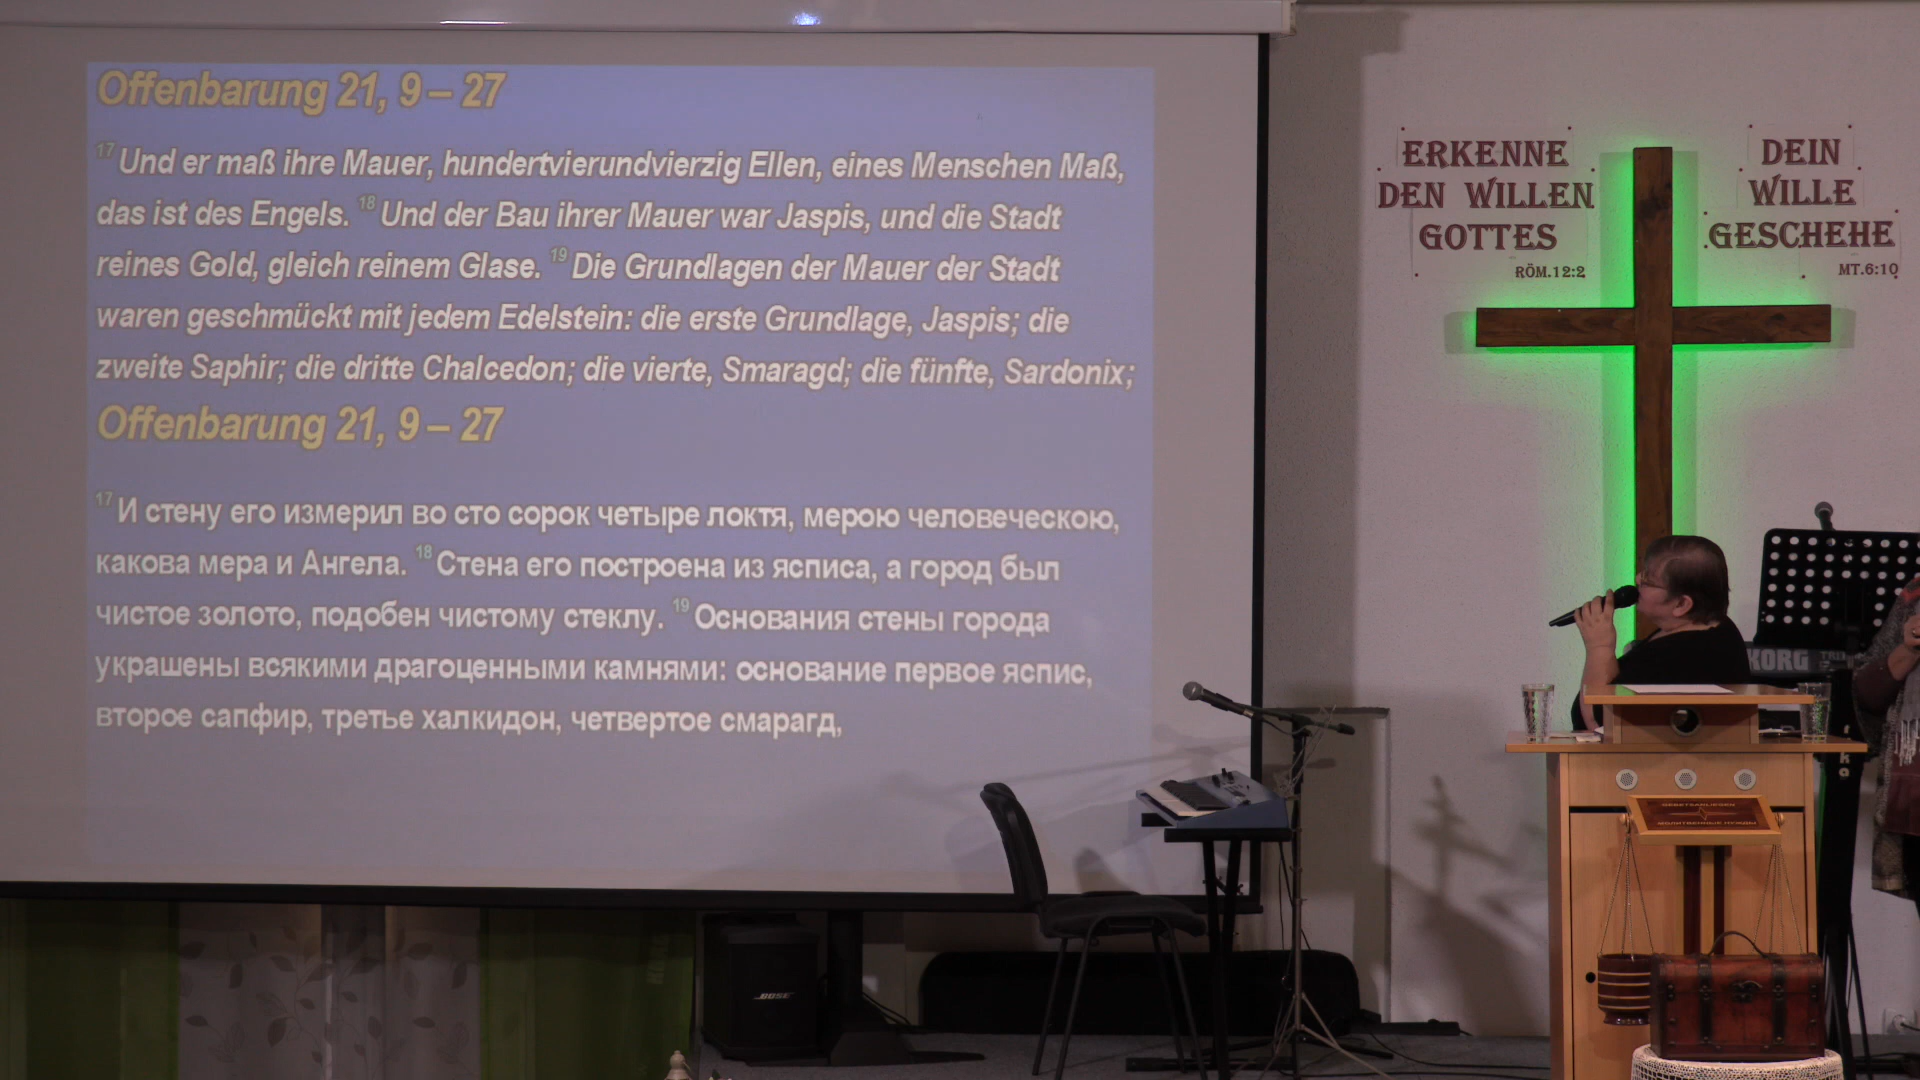 Offenbarung 21, 9 – 27
17 Und er maß ihre Mauer, hundertvierundvierzig Ellen, eines Menschen Maß,
das ist des Engels. 18 Und der Bau ihrer Mauer war Jaspis, und die Stadt
reines Gold, gleich reinem Glase. 19 Die Grundlagen der Mauer der Stadt
waren geschmückt mit jedem Edelstein: die erste Grundlage, Jaspis; die
zweite Saphir; die dritte Chalcedon; die vierte, Smaragd; die fünfte, Sardonix;
Offenbarung 21, 9 – 27
17 И стену его измерил во сто сорок четыре локтя, мерою человеческою,
какова мера и Ангела. 18 Стена его построена из ясписа, а город был
чистое золото, подобен чистому стеклу. 19 Основания стены города
украшены всякими драгоценными камнями: основание первое яспис,
второе сапфир, третье халкидон, четвертое смарагд,
ERKENNE
DEN WILLEN
GOTTES
RÖM.12:2
DEIN
WILLE
GESCHEHE
MT.6:10
KORG
BOSE
GEBETSANLIEGEN
МОЛИТВЕННЫЕ НУЖДЫ